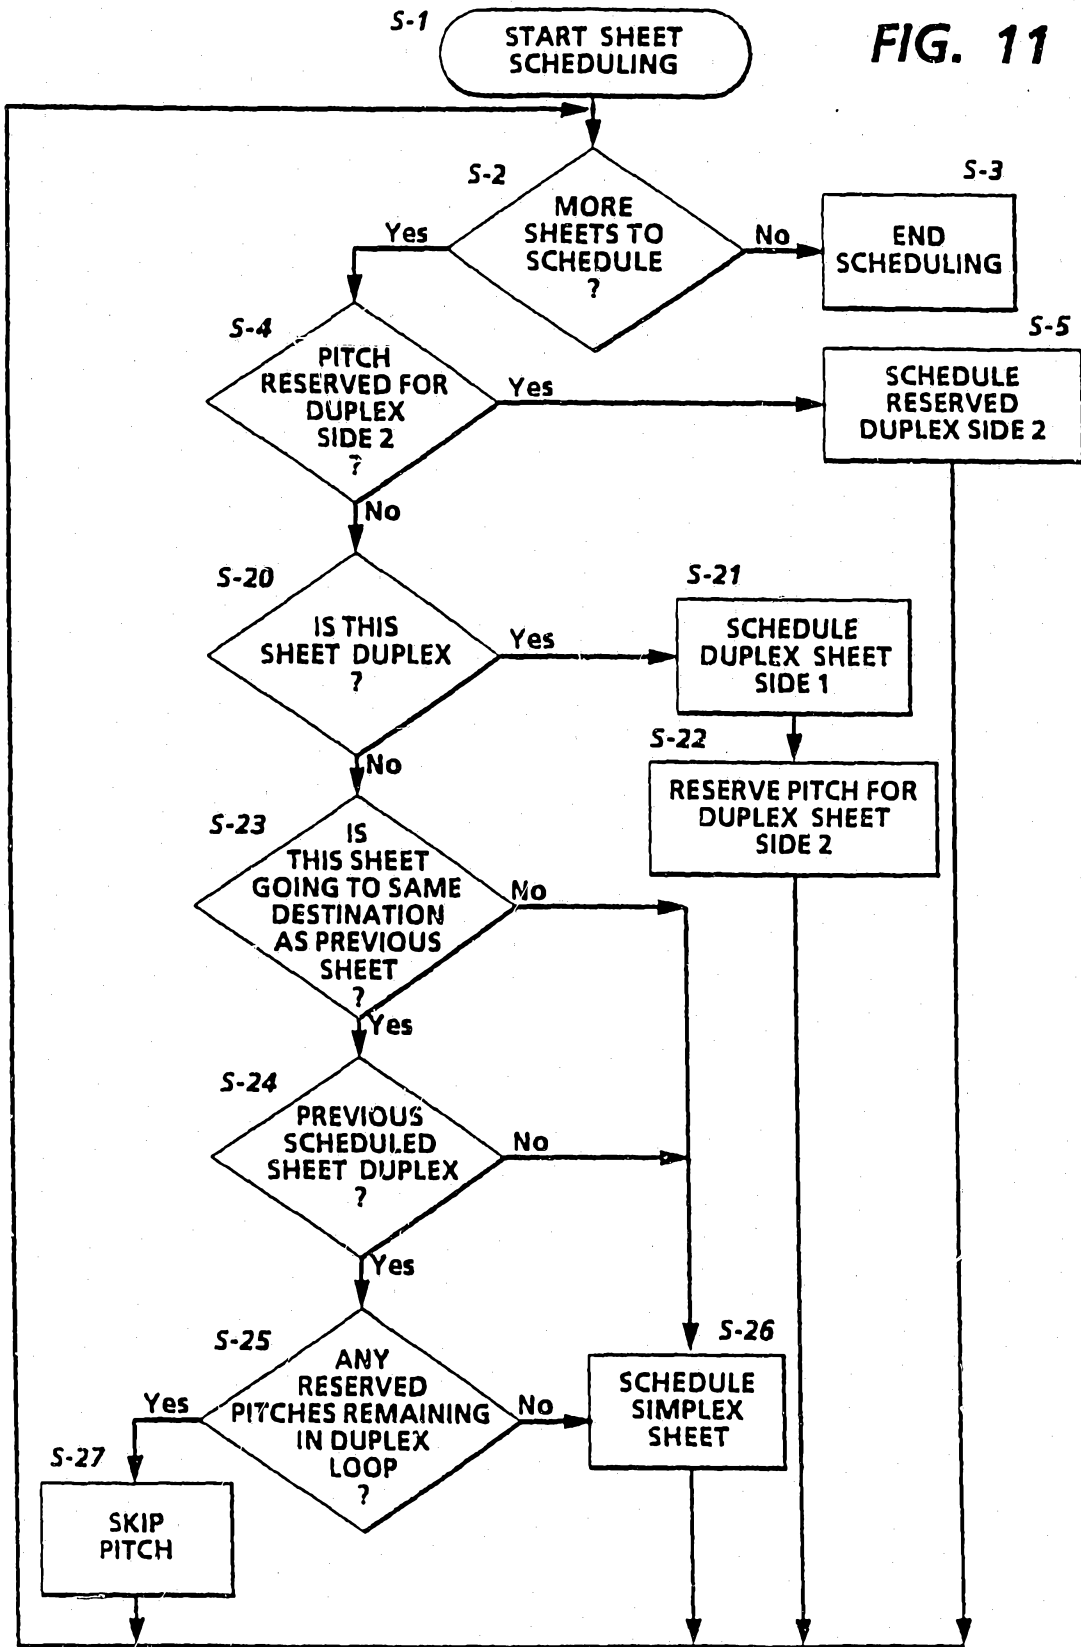 S-1
START SHEET
SCHEDULING
FIG. 11
S-2
MORE
SHEETS TO
SCHEDULE
?
Yes
No
S-3
END
SCHEDULING
S-4
PITCH
RESERVED FOR
DUPLEX
SIDE 2
?
Yes
No
S-5
SCHEDULE
RESERVED
DUPLEX SIDE 2
S-20
IS THIS
SHEET DUPLEX
?
Yes
No
S-21
SCHEDULE
DUPLEX SHEET
SIDE 1
S-22
RESERVE PITCH FOR
DUPLEX SHEET
SIDE 2
S-23
IS
THIS SHEET
GOING TO SAME
DESTINATION
AS PREVIOUS
SHEET
?
No
Yes
S-24
PREVIOUS
SCHEDULED
SHEET DUPLEX
?
No
Yes
S-25
ANY
RESERVED
PITCHES REMAINING
IN DUPLEX
LOOP
?
Yes
No
S-26
SCHEDULE
SIMPLEX
SHEET
S-27
SKIP
PITCH